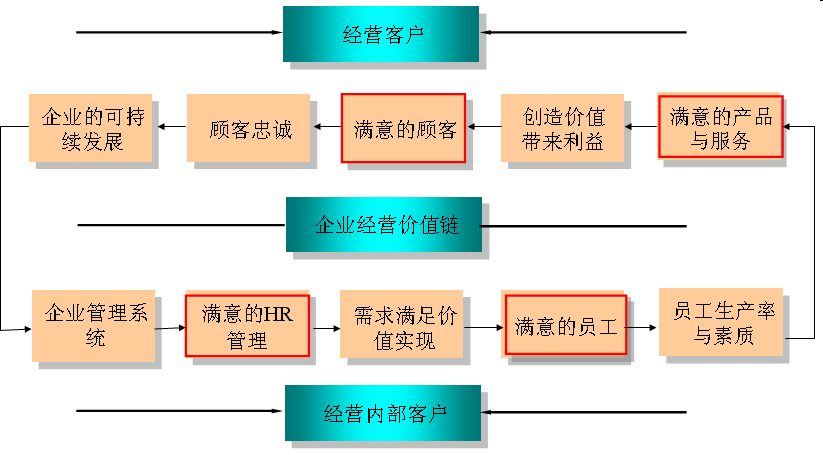 经营客户
企业的可持
续发展
顾客忠诚
满意的顾客
创造价值
带来利益
满意的产品
与服务
企业经营价值链
企业管理系
统
满意的HR
管理
需求满足价
值实现
满意的员工
员工生产率
与素质
经营内部客户